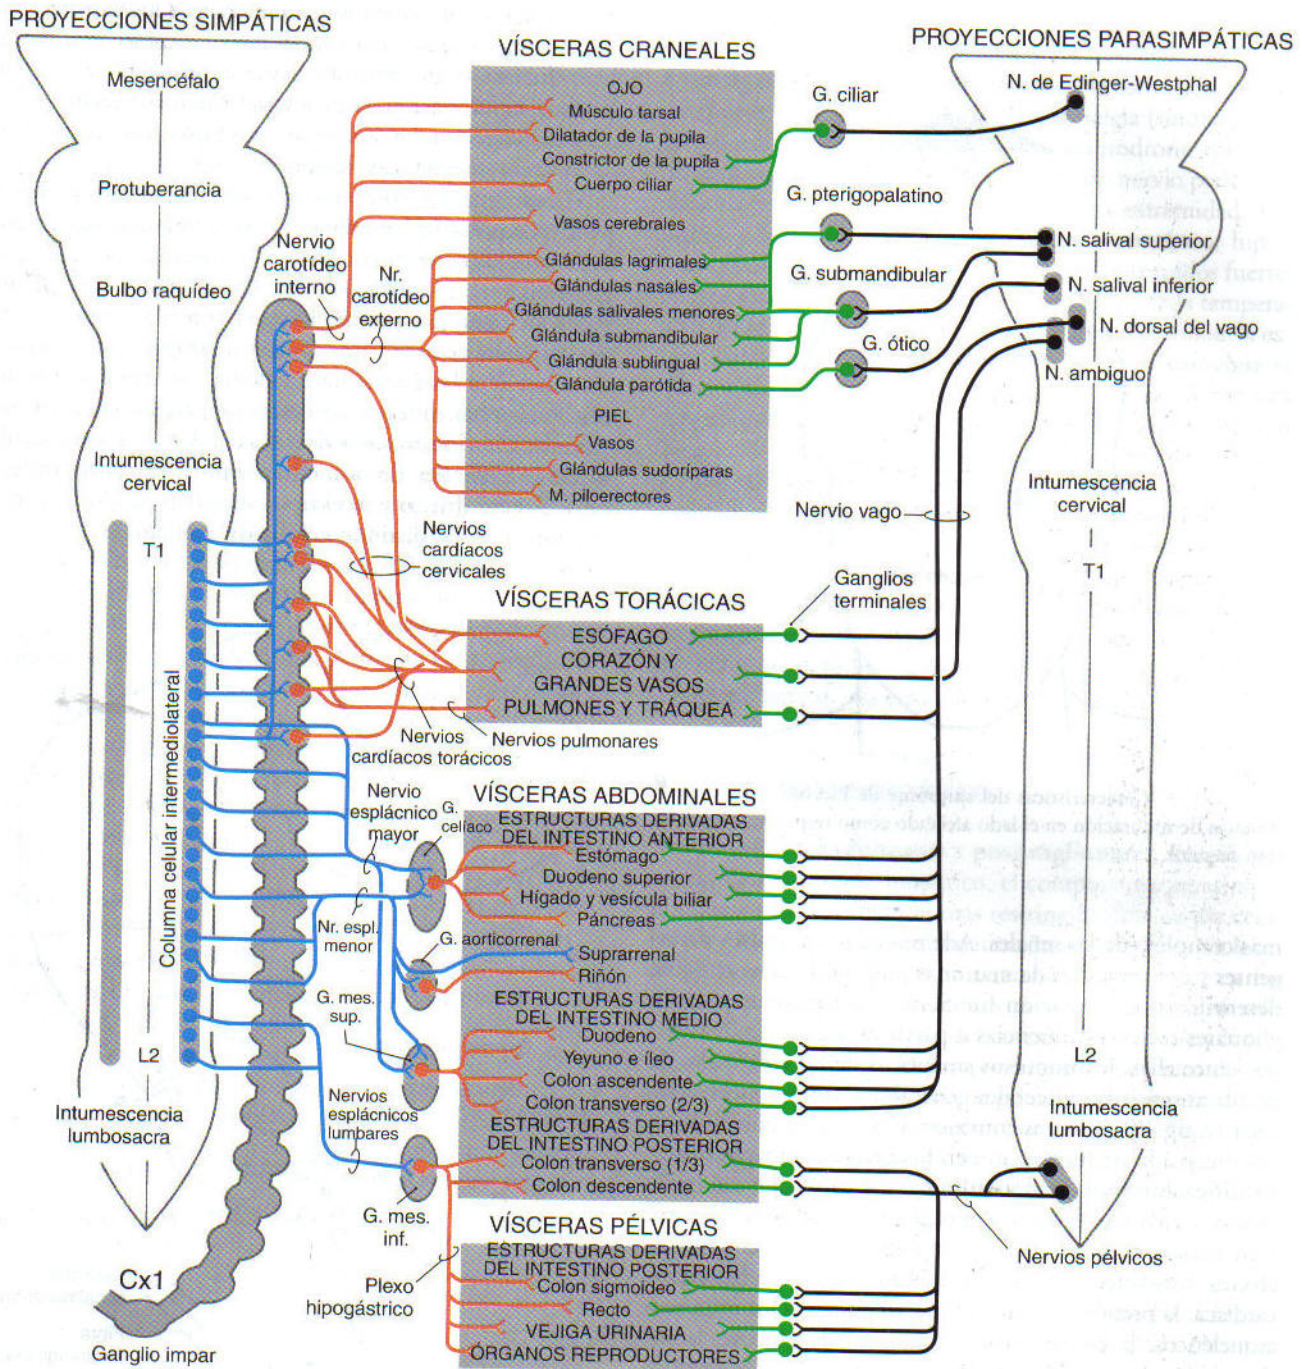 PROYECCIONES SIMPÁTICAS
Mesencéfalo
Protuberancia
Bulbo raquídeo
Intumescencia
cervical
T1
Columna celular intermediolateral
L2
Intumescencia
lumbosacra
Cx1
Ganglio impar
Nervio
carotídeo
interno
Nr.
carotídeo
externo
Nervios
cardíacos
cervicales
Nervios
cardíacos torácicos
Nervios pulmonares
Nervio
esplácnico
mayor
G.
celíaco
Nr. espl.
menor
G. aorticorrenal
G. mes.
sup.
Nervios
esplácnicos
lumbares
G. mes.
inf.
Plexo
hipogástrico
VÍSCERAS CRANEALES
OJO
Músculo tarsal
Dilatador de la pupila
Constrictor de la pupila
Cuerpo ciliar
Vasos cerebrales
Glándulas lagrimales
Glándulas nasales
Glándulas salivales menores
Glándula submandibular
Glándula sublingual
Glándula parótida
PIEL
Vasos
Glándulas sudoríparas
M. piloerectores
VÍSCERAS TORÁCICAS
ESÓFAGO
CORAZÓN Y
GRANDES VASOS
PULMONES Y TRÁQUEA
VÍSCERAS ABDOMINALES
ESTRUCTURAS DERIVADAS
DEL INTESTINO ANTERIOR
Estómago
Duodeno superior
Hígado y vesícula biliar
Páncreas
Suprarrenal
Riñón
ESTRUCTURAS DERIVADAS
DEL INTESTINO MEDIO
Duodeno
Yeyuno e íleo
Colon ascendente
Colon transverso (2/3)
ESTRUCTURAS DERIVADAS
DEL INTESTINO POSTERIOR
Colon transverso (1/3)
Colon descendente
VÍSCERAS PÉLVICAS
ESTRUCTURAS DERIVADAS
DEL INTESTINO POSTERIOR
Colon sigmoideo
Recto
VEJIGA URINARIA
ÓRGANOS REPRODUCTORES
G. ciliar
G. pterigopalatino
G. submandibular
G. ótico
Nervio vago
Ganglios
terminales
PROYECCIONES PARASIMPÁTICAS
N. de Edinger-Westphal
N. salival superior
N. salival inferior
N. dorsal del vago
N. ambiguo
Intumescencia
cervical
T1
L2
Intumescencia
lumbosacra
Nervios pélvicos